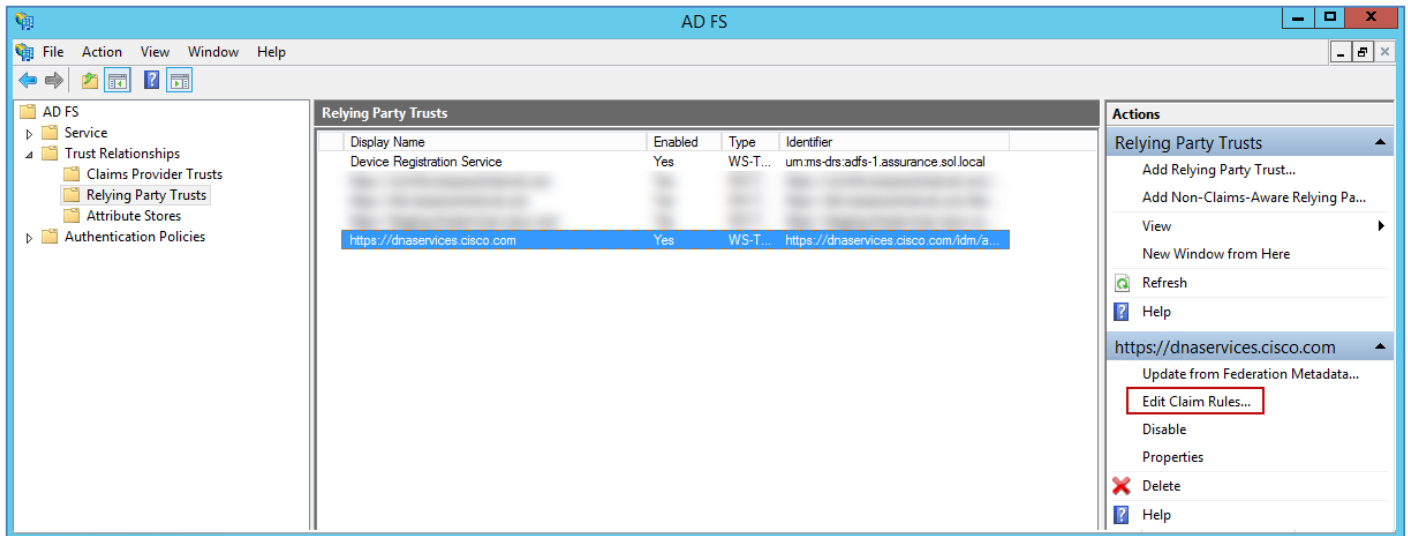 AD FS
File Action View Window Help
AD FS
Service
Trust Relationships
Claims Provider Trusts
Relying Party Trusts
Attribute Stores
Authentication Policies
Relying Party Trusts
Display Name Enabled Type Identifier
Device Registration Service Yes WS-T... urn:ms-drs:adfs-1.assurance.sol.local
https://dnaservices.cisco.com Yes WS-T... https://dnaservices.cisco.com/idm/a...
Actions
Relying Party Trusts
Add Relying Party Trust...
Add Non-Claims-Aware Relying Pa...
View
New Window from Here
Refresh
Help
https://dnaservices.cisco.com
Update from Federation Metadata...
Edit Claim Rules...
Disable
Properties
Delete
Help